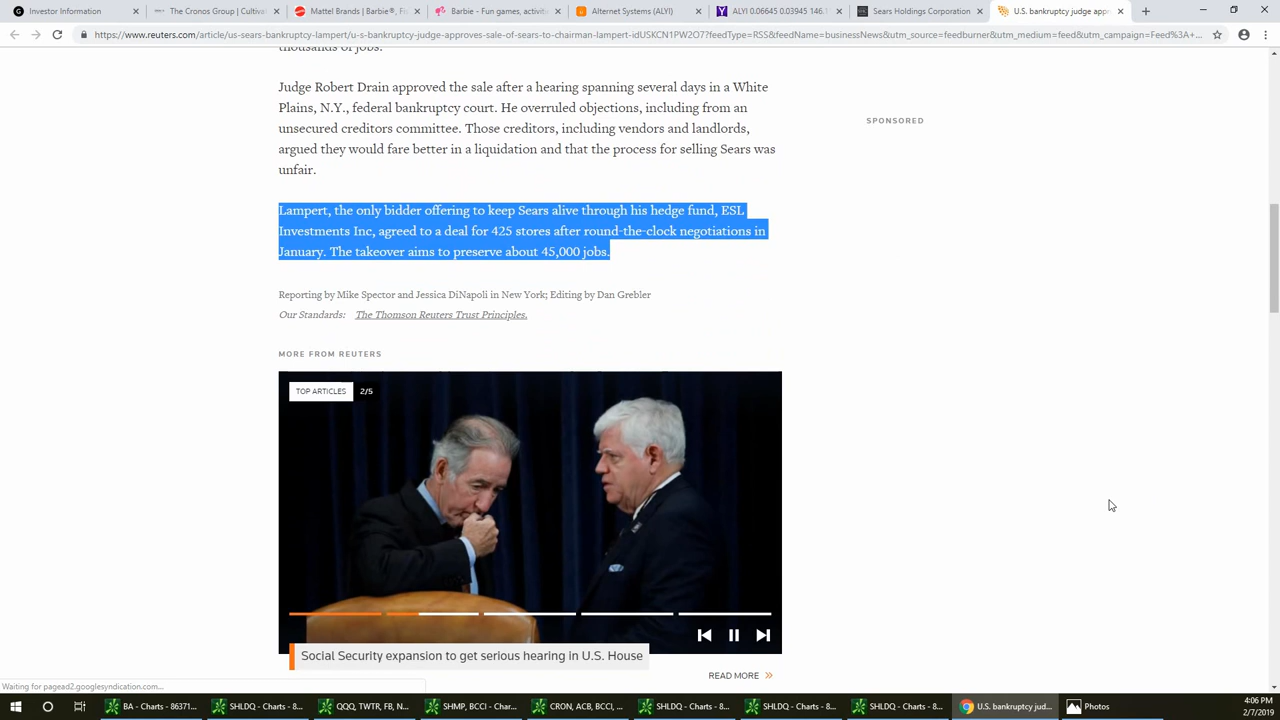 Investor Information
The Cronos Group | Cultivat
Mattel Brands | Barbie®, Fis
Barbie - Fun games, activitie
Alternet Systems (ALYI)
ALYI 0.06645 0.03945 146.1
Sears Holdings Corporation
U.S. bankruptcy judge appr
https://www.reuters.com/article/us-sears-bankruptcy-lampert/u-s-bankruptcy-judge-approves-sale-of-sears-to-chairman-lampert-idUSKCN1PW2O7?feedType=RSS&feedName=businessNews&utm_source=feedburner&utm_medium=feed&utm_campaign=Feed%3A+...
thousands of jobs.
Judge Robert Drain approved the sale after a hearing spanning several days in a White
Plains, N.Y., federal bankruptcy court. He overruled objections, including from an
unsecured creditors committee. Those creditors, including vendors and landlords,
argued they would fare better in a liquidation and that the process for selling Sears was
unfair.
SPONSORED
Lampert, the only bidder offering to keep Sears alive through his hedge fund, ESL
Investments Inc, agreed to a deal for 425 stores after round-the-clock negotiations in
January. The takeover aims to preserve about 45,000 jobs.
Reporting by Mike Spector and Jessica DiNapoli in New York; Editing by Dan Grebler
Our Standards: The Thomson Reuters Trust Principles.
MORE FROM REUTERS
TOP ARTICLES 2/5
Social Security expansion to get serious hearing in U.S. House
READ MORE
Waiting for pagead2.googlesyndication.com...
BA - Charts - 86371...
SHLDQ - Charts - 8...
QQQ, TWTR, FB, N...
SHMP, BCCI - Char...
CRON, ACB, BCCI, ...
SHLDQ - Charts - 8...
SHLDQ - Charts - 8...
SHLDQ - Charts - 8...
U.S. bankruptcy jud...
Photos
4:06 PM
2/7/2019